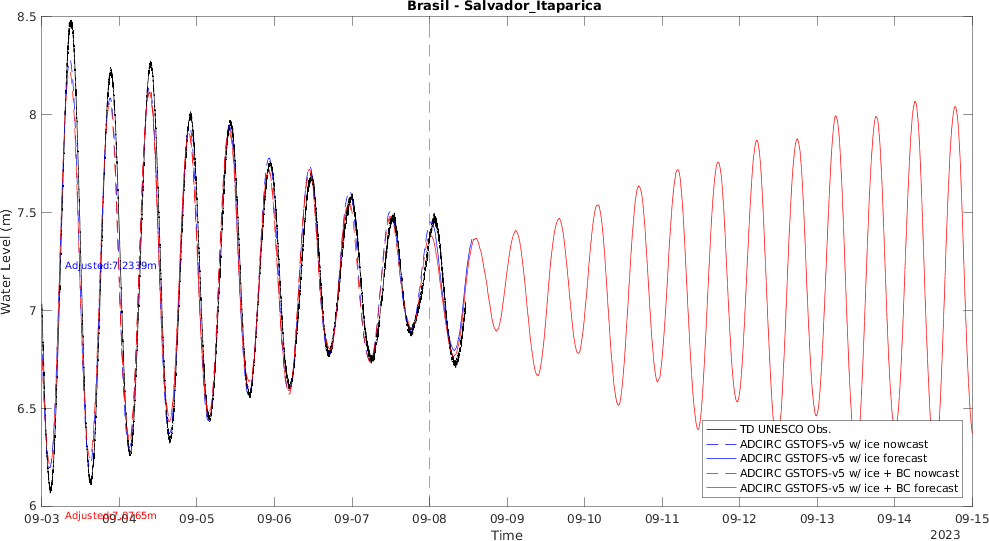 Brasil - Salvador_Itaparica
8.5
8
7.5
7
6.5
6
Water Level (m)
Adjusted:7.2339m
TD UNESCO Obs.
ADCIRC GSTOFS-v5 w/ ice nowcast
ADCIRC GSTOFS-v5 w/ ice forecast
ADCIRC GSTOFS-v5 w/ ice + BC nowcast
ADCIRC GSTOFS-v5 w/ ice + BC forecast
09-03 09-04 09-05 09-06 09-07 09-08 09-09 09-10 09-11 09-12 09-13 09-14 09-15
Time
2023